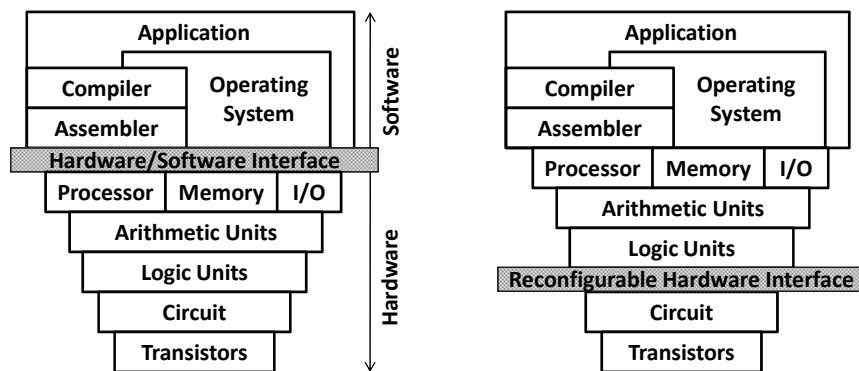 Application
Compiler
Operating
System
Assembler
Hardware/Software Interface
Processor
Memory
I/O
Arithmetic Units
Logic Units
Circuit
Transistors
Software
Hardware
Application
Compiler
Operating
System
Assembler
Processor
Memory
I/O
Arithmetic Units
Logic Units
Reconfigurable Hardware Interface
Circuit
Transistors